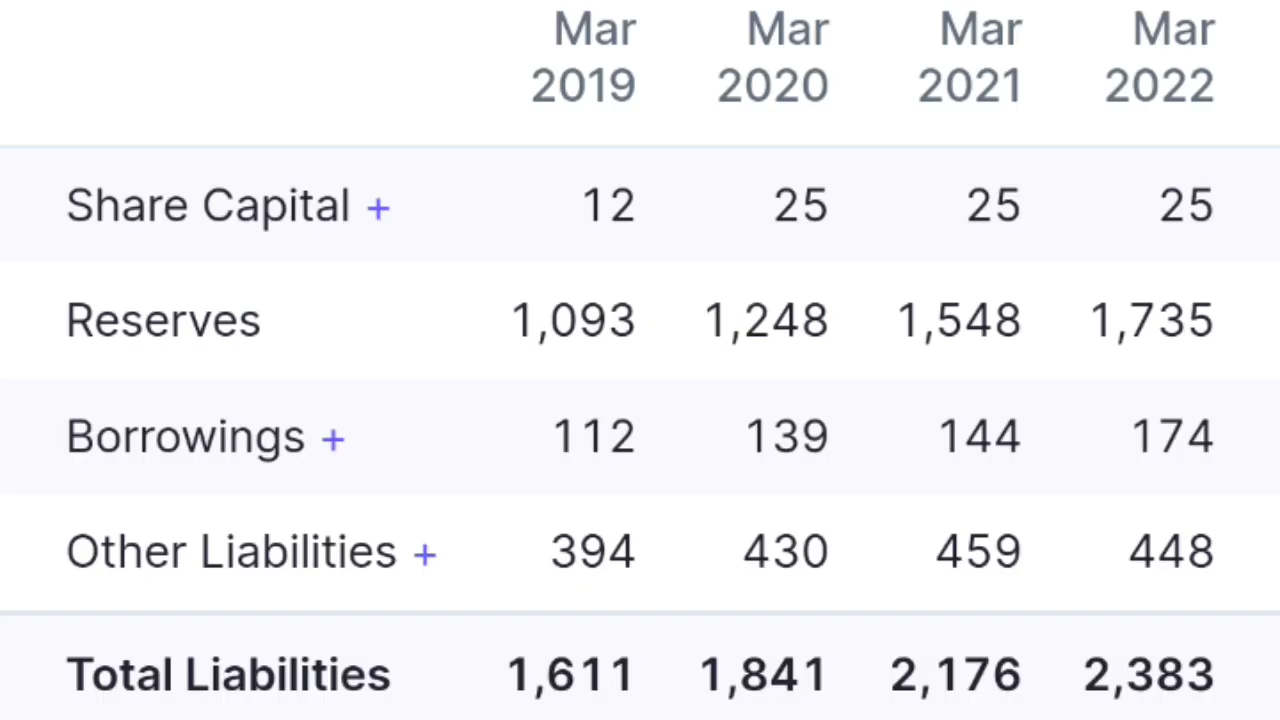 Mar Mar Mar Mar
2019 2020 2021 2022
Share Capital + 12 25 25 25
Reserves 1,093 1,248 1,548 1,735
Borrowings + 112 139 144 174
Other Liabilities + 394 430 459 448
Total Liabilities 1,611 1,841 2,176 2,383